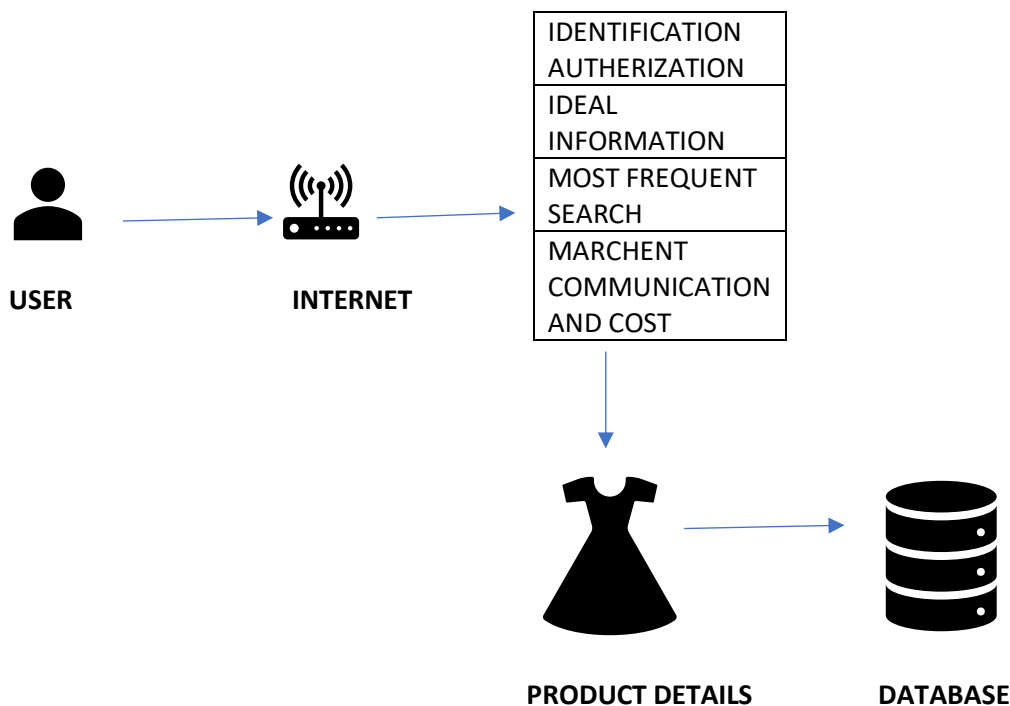 IDENTIFICATION
AUTHERIZATION
IDEAL
INFORMATION
MOST FREQUENT
SEARCH
MARCHENT
COMMUNICATION
AND COST
USER
INTERNET
PRODUCT DETAILS
DATABASE